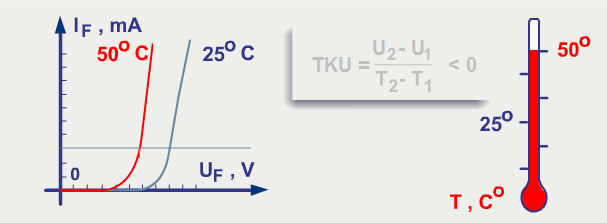 I_F , mA
50° C
25° C
0
U_F , V
TKU = (U₂ - U₁) / (T₂ - T₁) < 0
50°
25°
T , C°